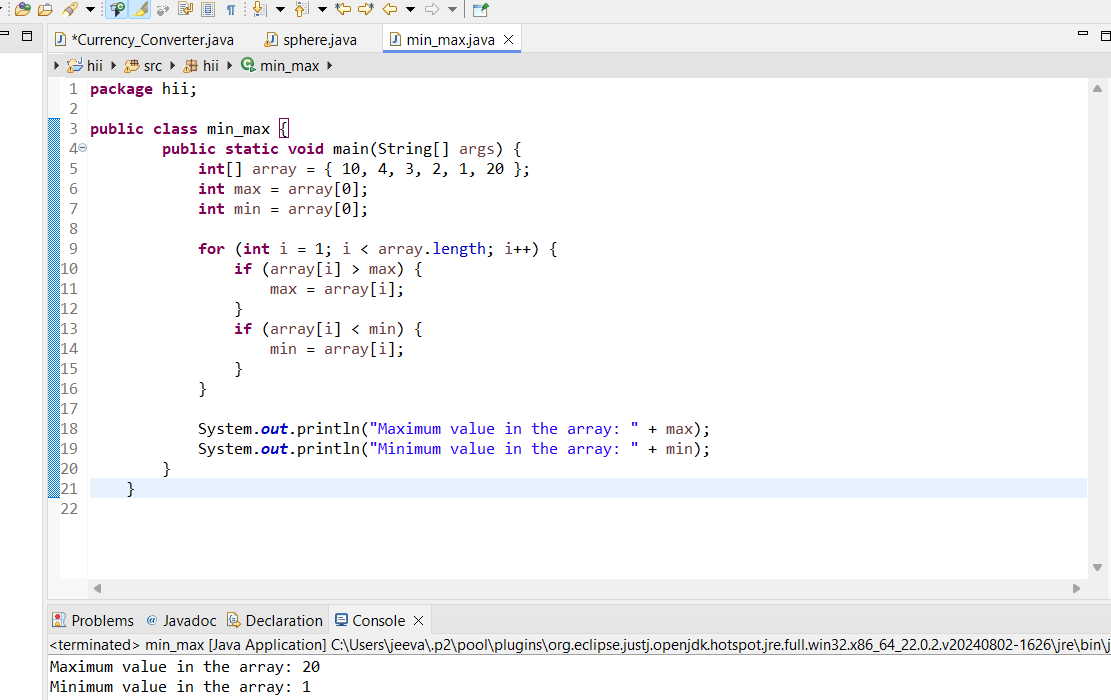 *Currency_Converter.java sphere.java min_max.java
hii src hii min_max
1 package hii;
2
3 public class min_max {
4 public static void main(String[] args) {
5 int[] array = { 10, 4, 3, 2, 1, 20 };
6 int max = array[0];
7 int min = array[0];
8
9 for (int i = 1; i < array.length; i++) {
10 if (array[i] > max) {
11 max = array[i];
12 }
13 if (array[i] < min) {
14 min = array[i];
15 }
16 }
17
18 System.out.println("Maximum value in the array: " + max);
19 System.out.println("Minimum value in the array: " + min);
20 }
21 }
22
Problems @ Javadoc Declaration Console
<terminated> min_max [Java Application] C:\Users\jeeva\.p2\pool\plugins\org.eclipse.justj.openjdk.hotspot.jre.full.win32.x86_64_22.0.2.v20240802-1626\jre\bin\j
Maximum value in the array: 20
Minimum value in the array: 1